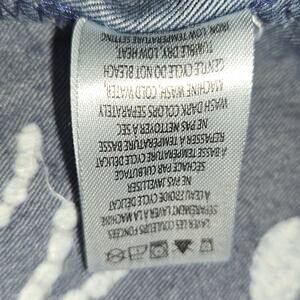 LAVER LES COULEURS FONCEES
SEPAREMENT LAVER A LA MACHINE
A L'EAU FROIDE CYCLE DELICAT
NE PAS JAVELLISER
SECHAGE PAR CULBUTAGE
A BASSE TEMPERATURE CYCLE DELICAT
REPASSER A TEMPERATURE BASSE
NE PAS NETTOYER A SEC
WASH DARK COLORS SEPARATELY
MACHINE WASH COLD WATER
GENTLE CYCLE DO NOT BLEACH
TUMBLE DRY, LOW HEAT
IRON, LOW TEMPERATURE SETTING